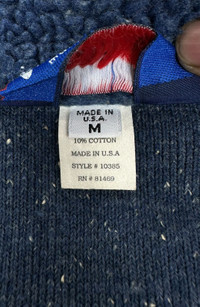 MADE IN
U.S.A.
M
10% COTTON
MADE IN U.S.A
STYLE # 10385
RN # 81469